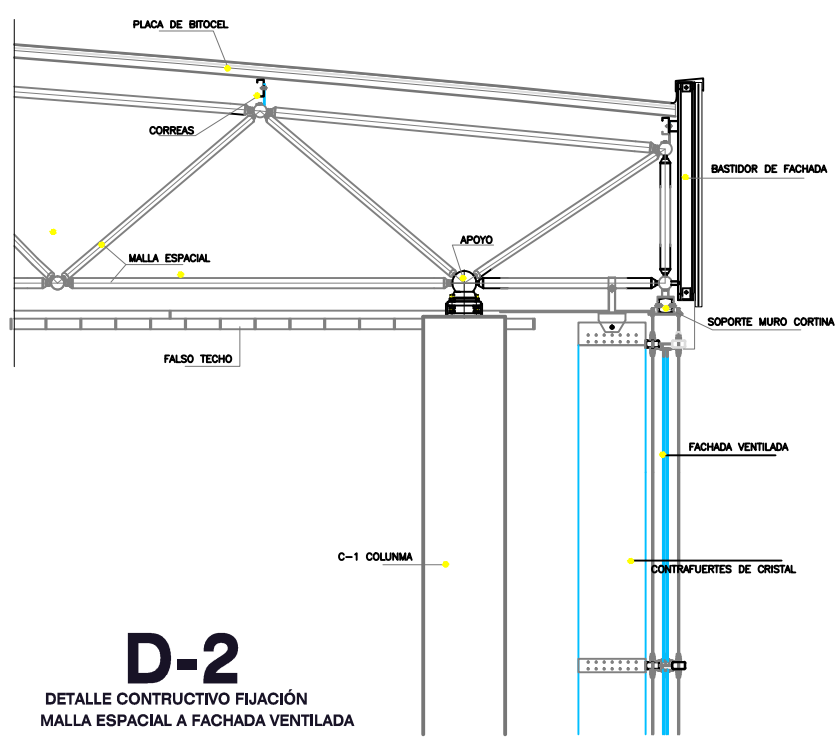 PLACA DE BITOCEL
CORREAS
BASTIDOR DE FACHADA
APOYO
MALLA ESPACIAL
SOPORTE MURO CORTINA
FALSO TECHO
FACHADA VENTILADA
C-1 COLUNMA
CONTRAFUERTES DE CRISTAL
D-2
DETALLE CONTRUCTIVO FIJACIÓN
MALLA ESPACIAL A FACHADA VENTILADA